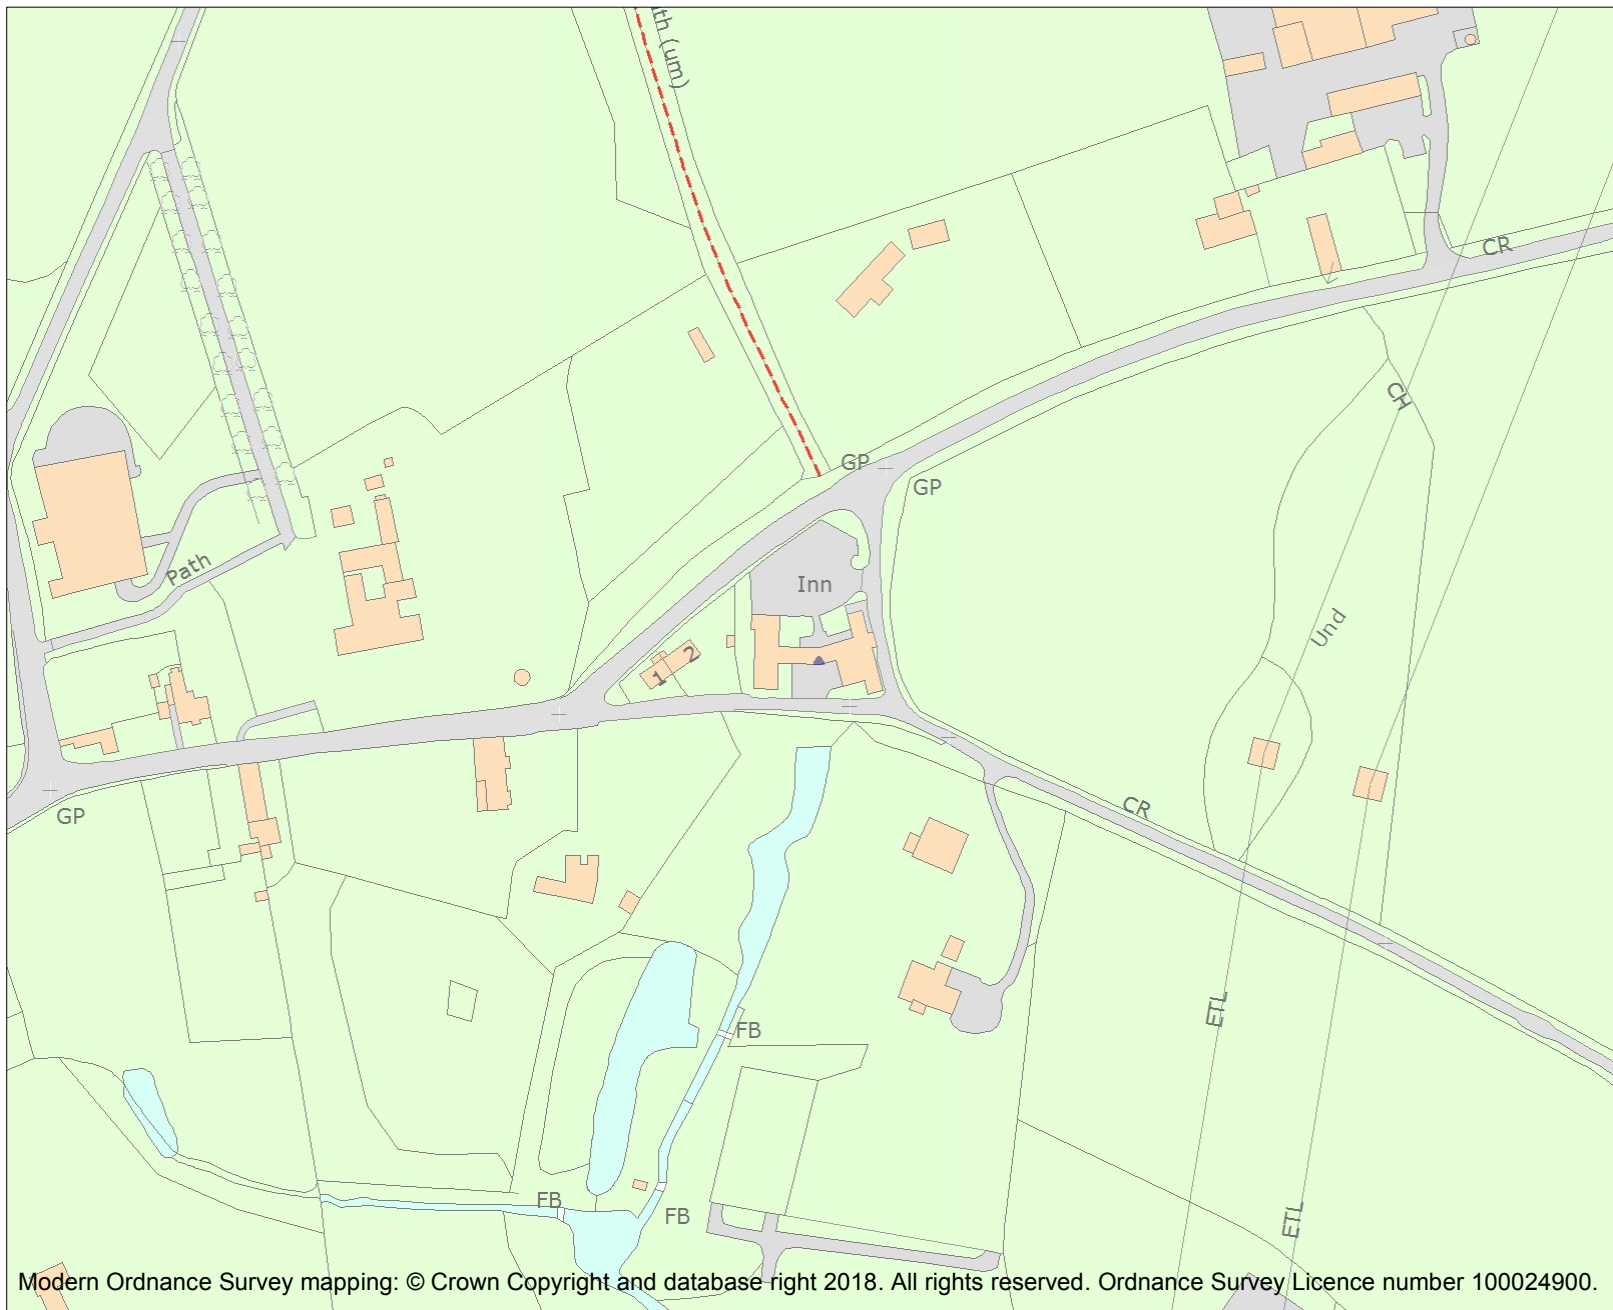 th (um)
CR
CH
GP
GP
Path
Inn
Und
2
1
GP
CR
ETL
FB
FB
FB
ETL
Modern Ordnance Survey mapping: © Crown Copyright and database right 2018. All rights reserved. Ordnance Survey Licence number 100024900.